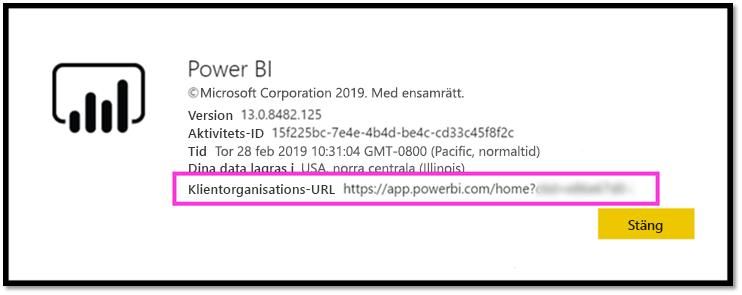 Power BI
©Microsoft Corporation 2019. Med ensamrätt.
Version 13.0.8482.125
Aktivitets-ID 15f225bc-7e4e-4b4d-be4c-cd33c45f8f2c
Tid Tor 28 feb 2019 10:31:04 GMT-0800 (Pacific, normaltid)
Dina data lagras i USA, norra centrala (Illinois)
Klientorganisations-URL https://app.powerbi.com/home?
Stäng